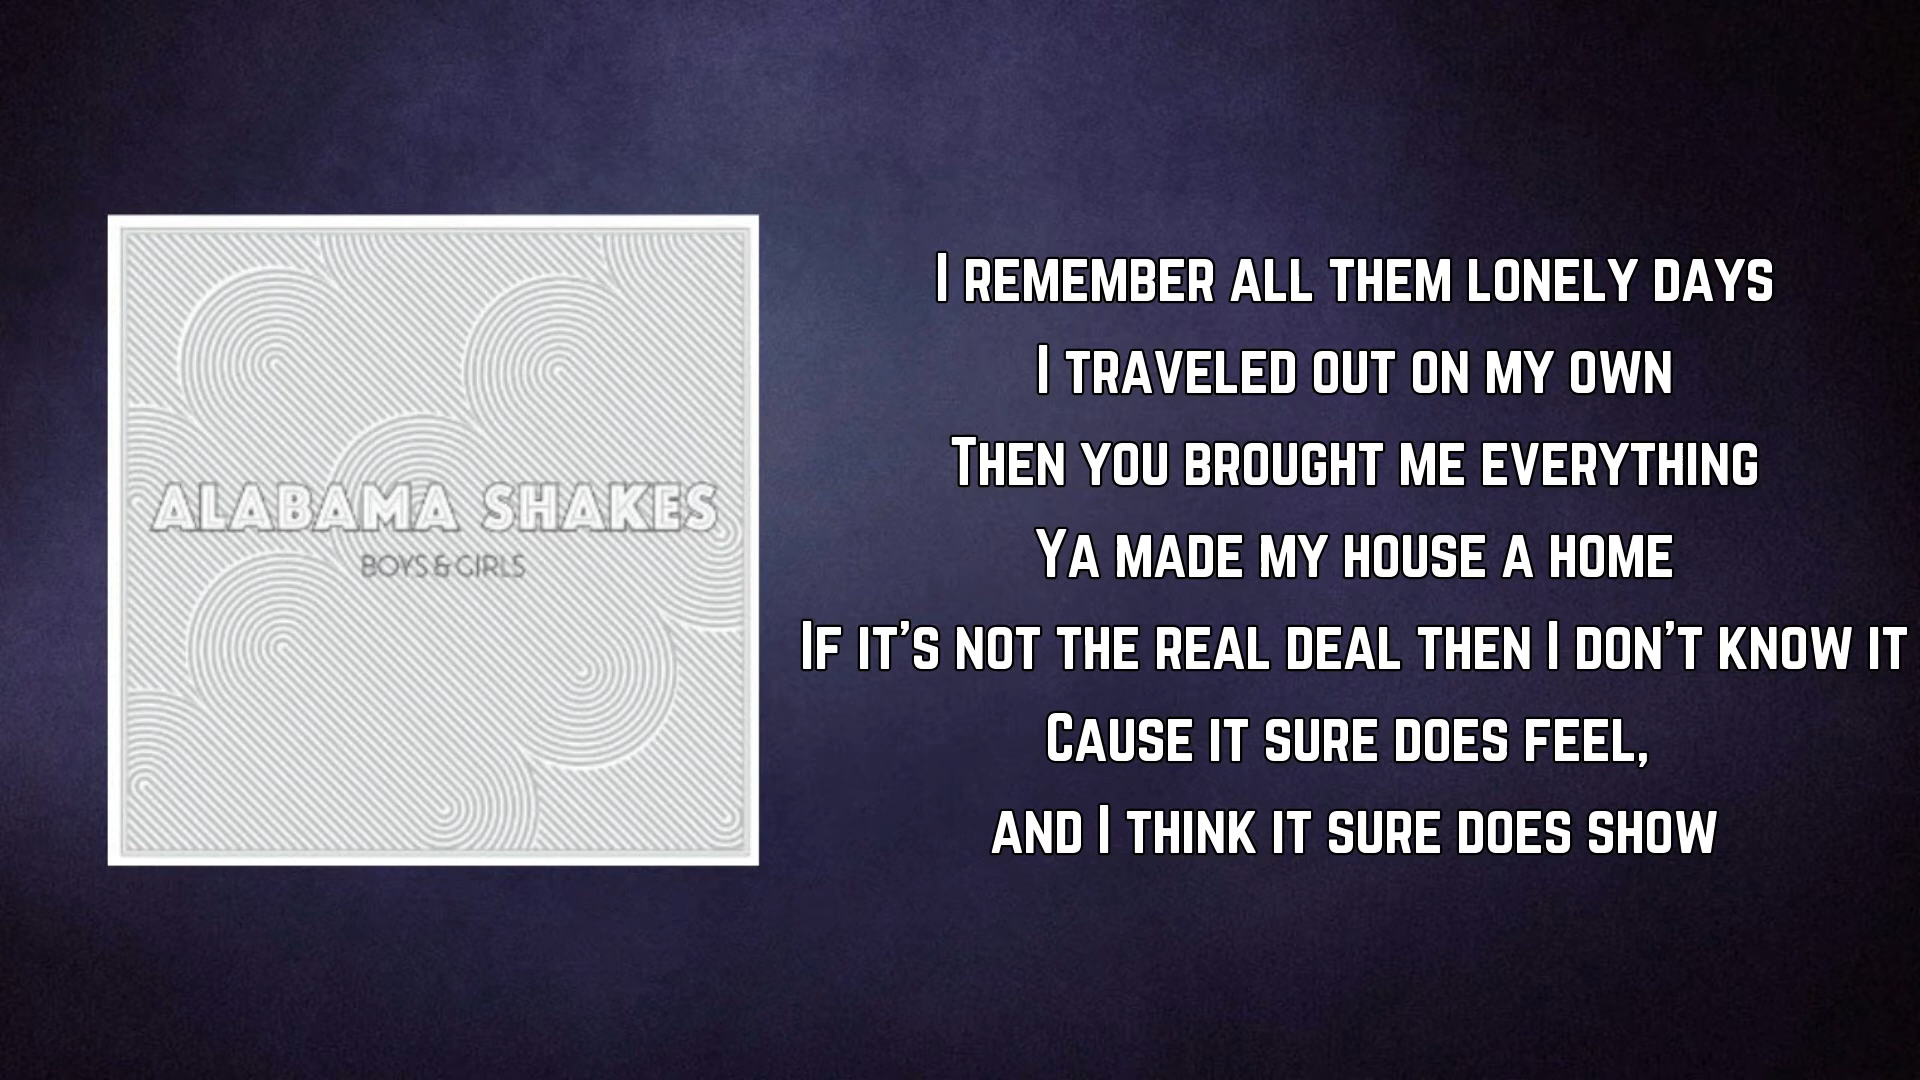 ALABAMA SHAKES
BOYS & GIRLS
I REMEMBER ALL THEM LONELY DAYS
I TRAVELED OUT ON MY OWN
THEN YOU BROUGHT ME EVERYTHING
YA MADE MY HOUSE A HOME
IF IT'S NOT THE REAL DEAL THEN I DON'T KNOW IT
CAUSE IT SURE DOES FEEL,
AND I THINK IT SURE DOES SHOW